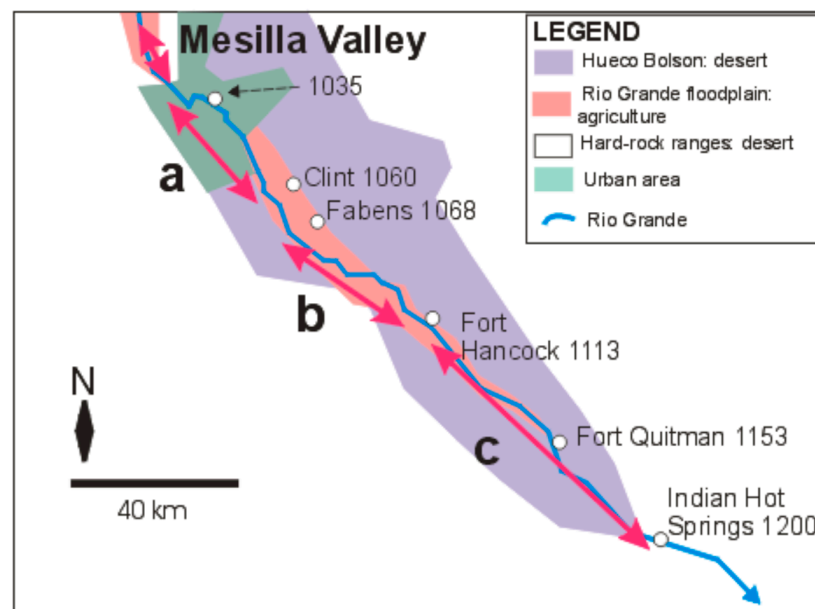 Mesilla Valley
1035
a
Clint 1060
Fabens 1068
b
Fort
Hancock 1113
c
Fort Quitman 1153
Indian Hot
Springs 1200
N
40 km
LEGEND
Hueco Bolson: desert
Rio Grande floodplain:
agriculture
Hard-rock ranges: desert
Urban area
Rio Grande